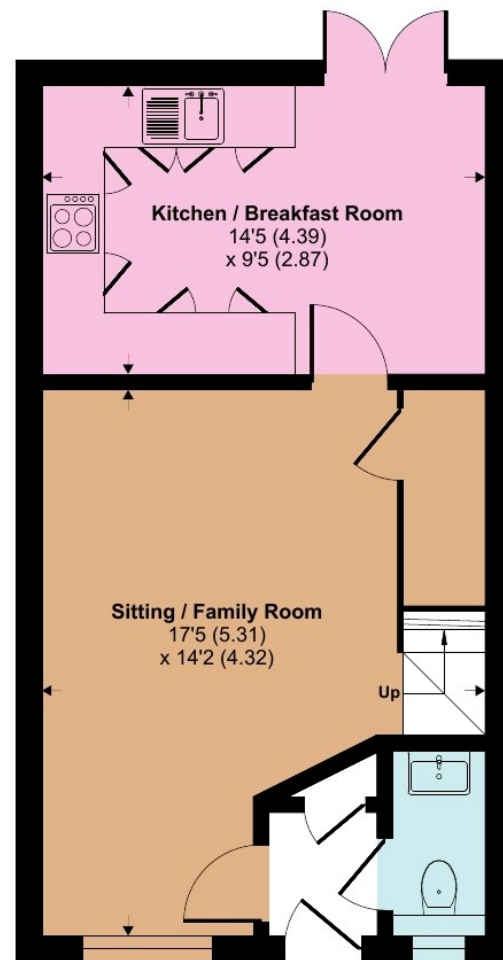 Kitchen / Breakfast Room
14'5 (4.39)
x 9'5 (2.87)
Sitting / Family Room
17'5 (5.31)
x 14'2 (4.32)
Up